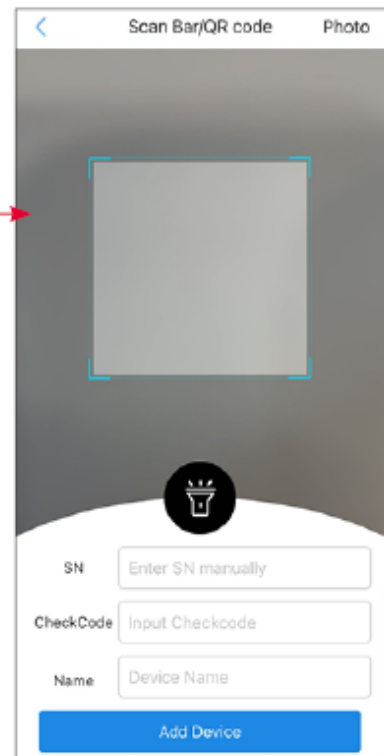 Scan Bar/QR code Photo
SN Enter SN manually
CheckCode Input Checkcode
Name Device Name
Add Device